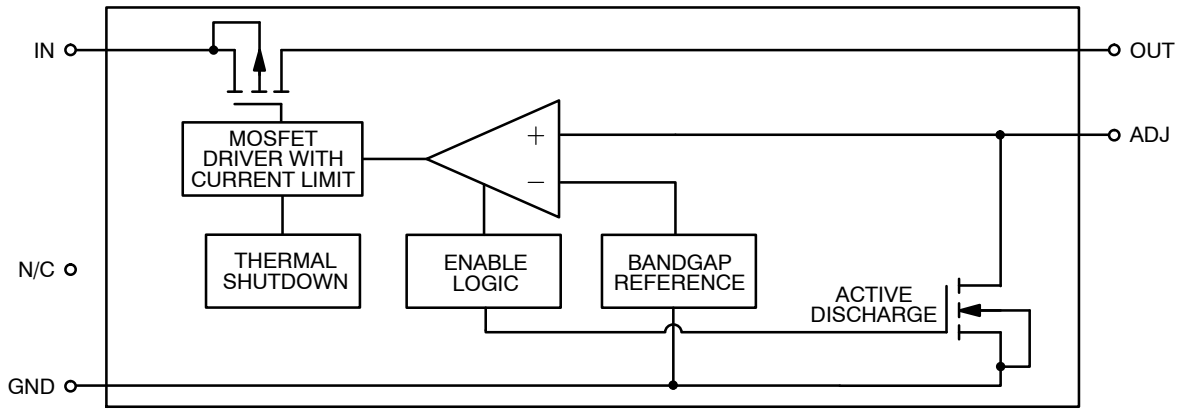 IN
OUT
ADJ
MOSFET
DRIVER WITH
CURRENT LIMIT
+
−
THERMAL
SHUTDOWN
ENABLE
LOGIC
BANDGAP
REFERENCE
N/C
ACTIVE
DISCHARGE
GND